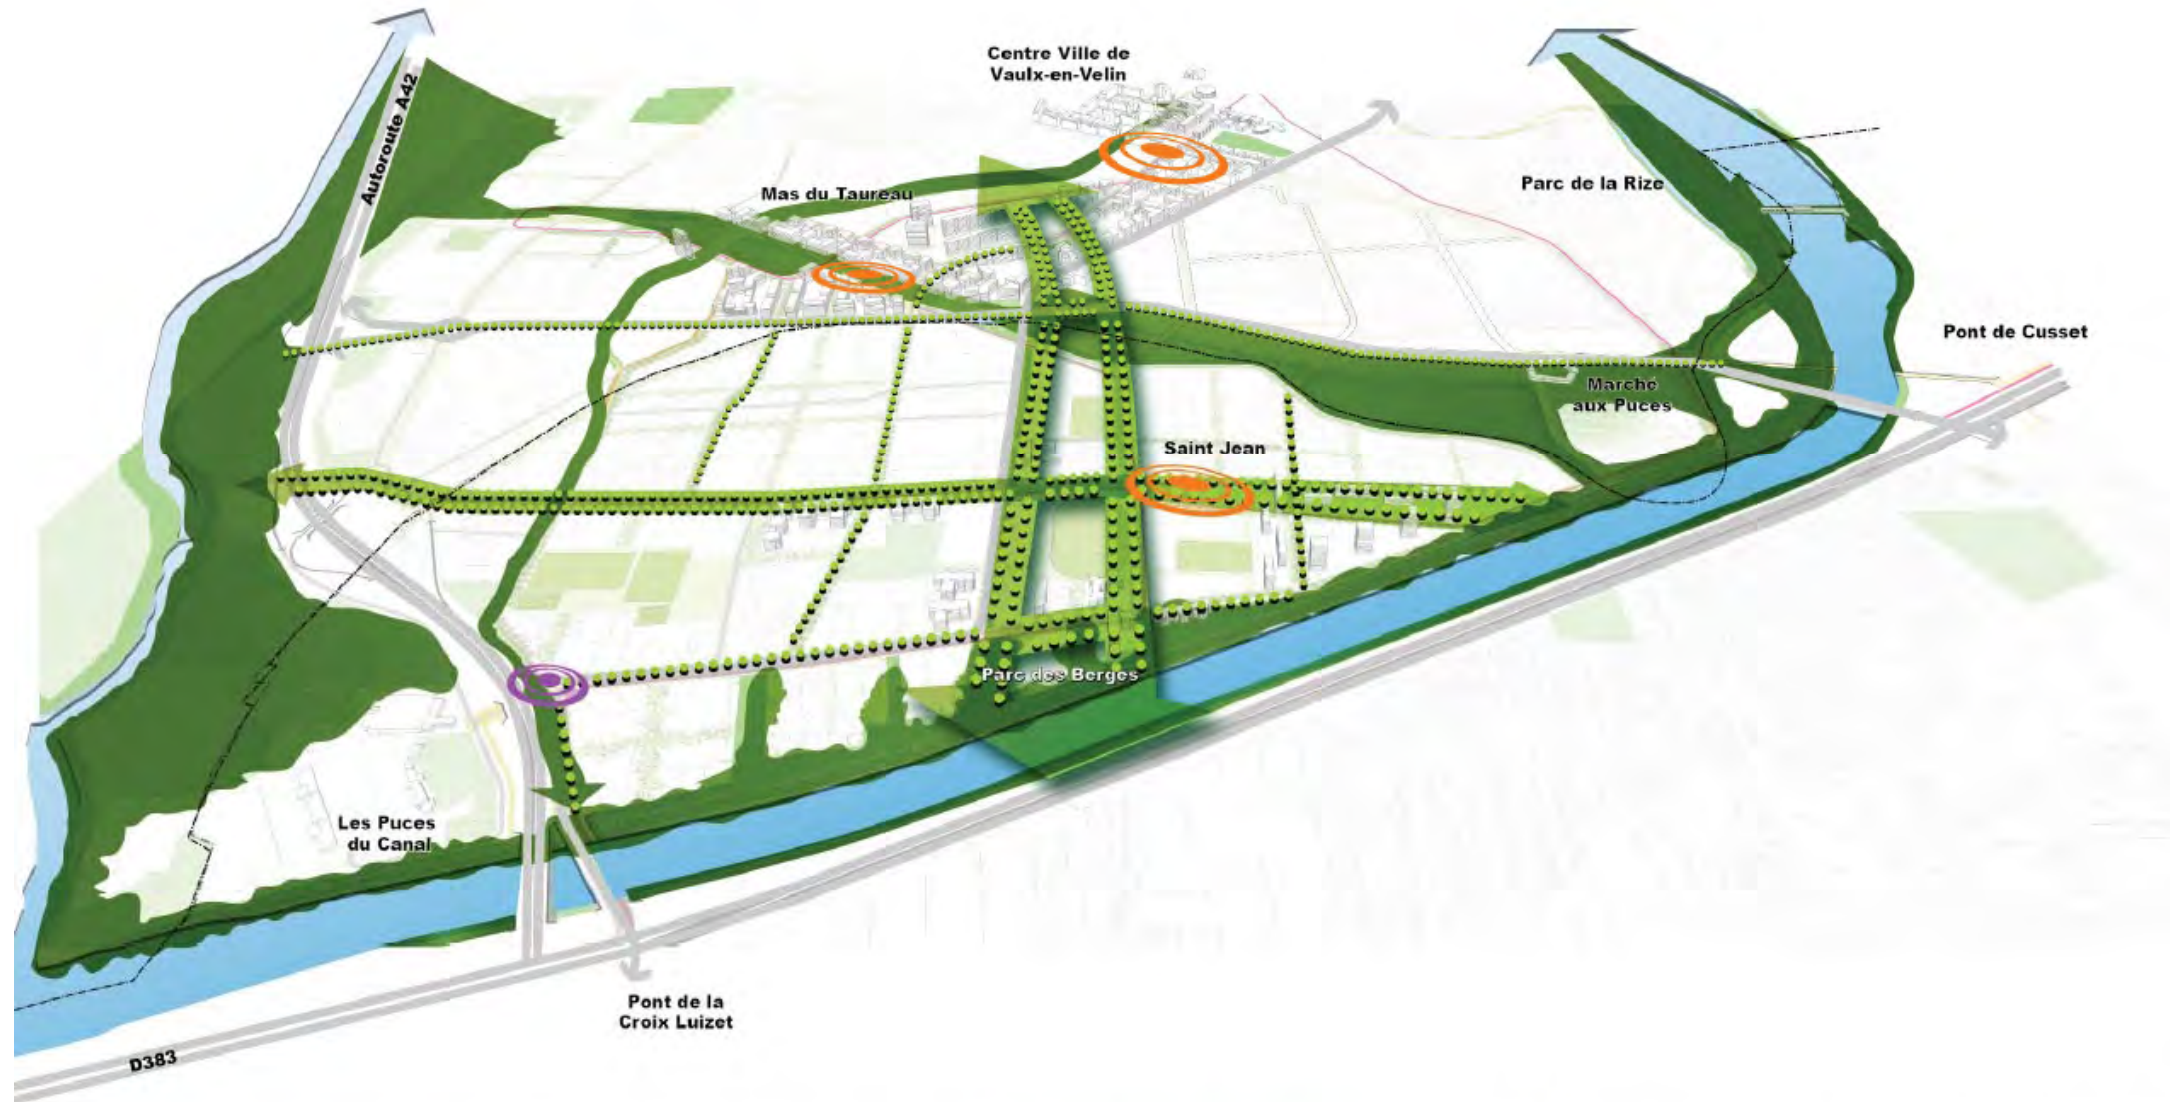 Centre Ville de
Vaulx-en-Velin
Autoroute A42
Mas du Taureau
Parc de la Rize
Pont de Cusset
Marché
aux Puces
Saint Jean
Parc des Berges
Les Puces
du Canal
Pont de la
Croix Luizet
D383